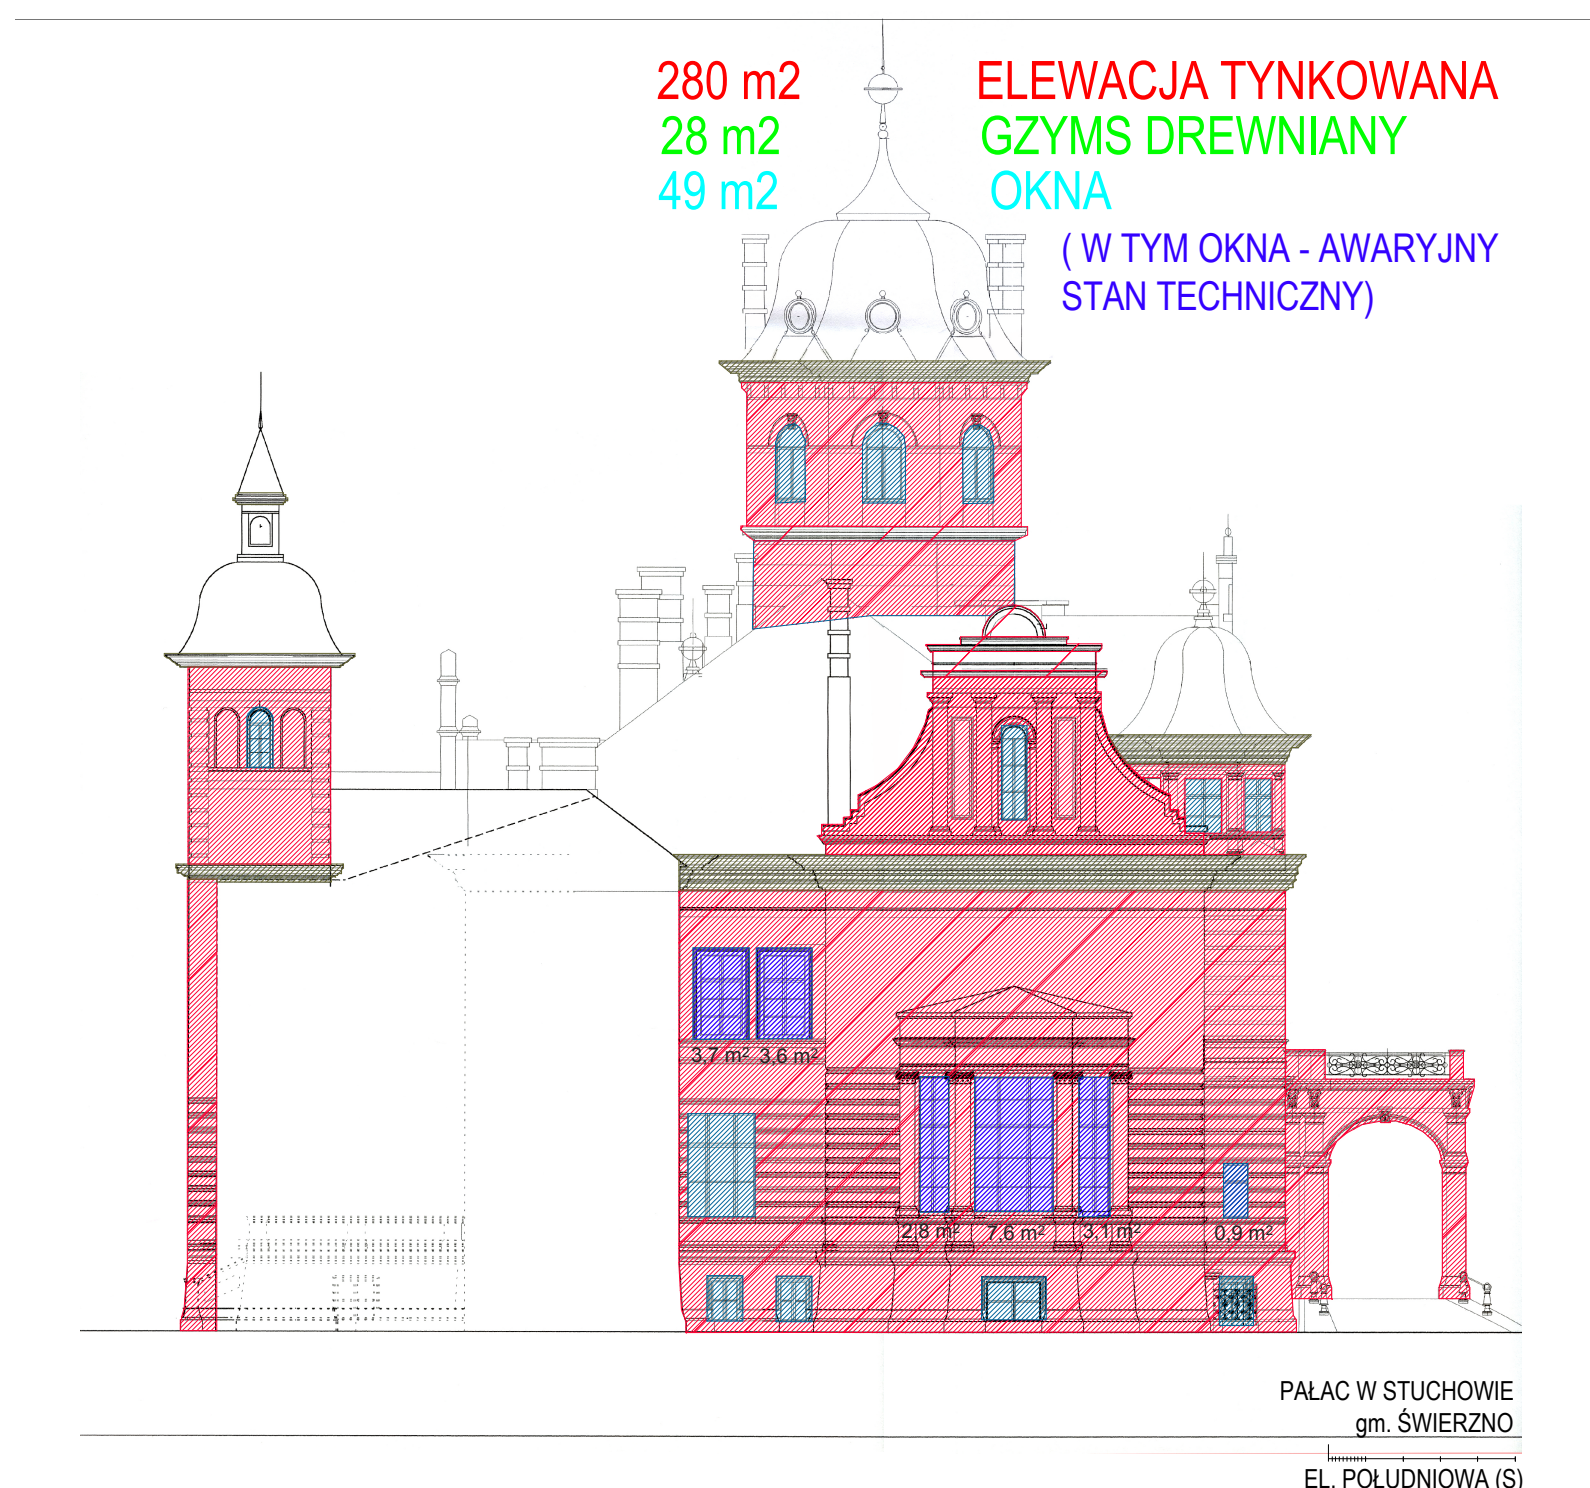 280 m2 ELEWACJA TYNKOWANA
28 m2 GZYMS DREWNIANY
49 m2 OKNA
( W TYM OKNA - AWARYJNY
STAN TECHNICZNY)
3,7 m² 3,6 m²
2,8 m² 7,6 m² 3,1 m² 0,9 m²
PAŁAC W STUCHOWIE
gm. ŚWIERZNO
EL. POŁUDNIOWA (S)